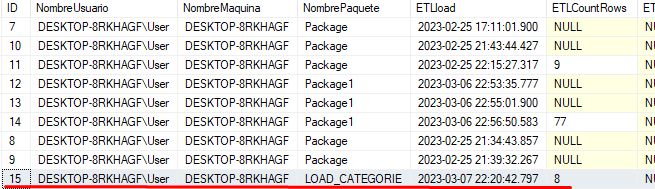 ID NombreUsuario NombreMaquina NombrePaquete ETLload ETLCountRows ET
7 DESKTOP-8RKHAGF\User DESKTOP-8RKHAGF Package 2023-02-25 17:11:01.900 NULL NU
10 DESKTOP-8RKHAGF\User DESKTOP-8RKHAGF Package 2023-02-25 21:43:44.427 NULL NU
11 DESKTOP-8RKHAGF\User DESKTOP-8RKHAGF Package 2023-02-25 22:15:27.317 9 NU
12 DESKTOP-8RKHAGF\User DESKTOP-8RKHAGF Package1 2023-03-06 22:53:35.777 NULL NU
13 DESKTOP-8RKHAGF\User DESKTOP-8RKHAGF Package1 2023-03-06 22:55:01.900 NULL NU
14 DESKTOP-8RKHAGF\User DESKTOP-8RKHAGF Package1 2023-03-06 22:56:50.583 77 NU
8 DESKTOP-8RKHAGF\User DESKTOP-8RKHAGF Package 2023-02-25 21:34:43.857 NULL NU
9 DESKTOP-8RKHAGF\User DESKTOP-8RKHAGF Package 2023-02-25 21:39:32.267 NULL NU
15 DESKTOP-8RKHAGF\User DESKTOP-8RKHAGF LOAD_CATEGORIE 2023-03-07 22:20:42.797 8 NU